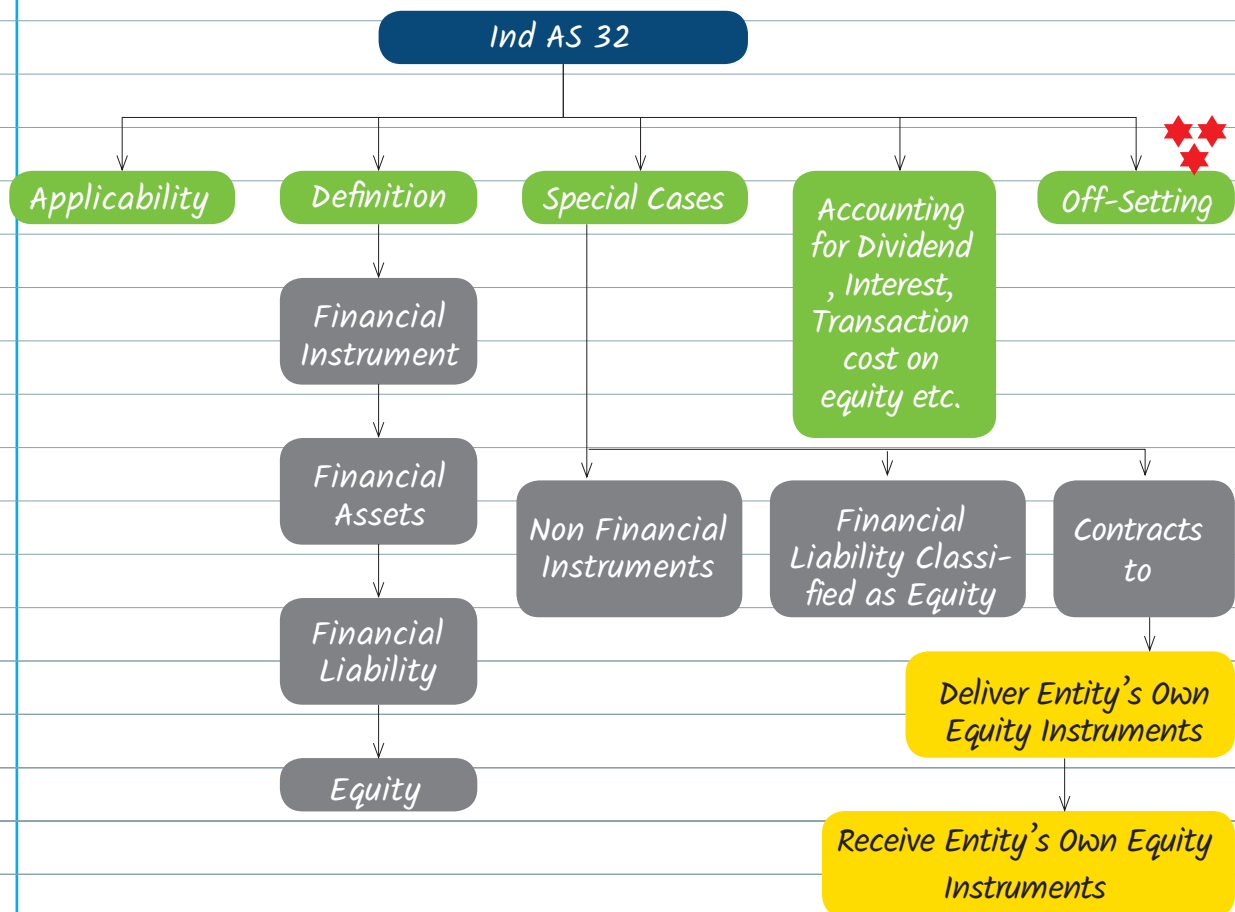 Ind AS 32
Applicability
Definition
Special Cases
Accounting
for Dividend
, Interest,
Transaction
cost on
equity etc.
Off-Setting
Financial
Instrument
Financial
Assets
Financial
Liability
Equity
Non Financial
Instruments
Financial
Liability Classi-
fied as Equity
Contracts
to
Deliver Entity's Own
Equity Instruments
Receive Entity's Own Equity
Instruments